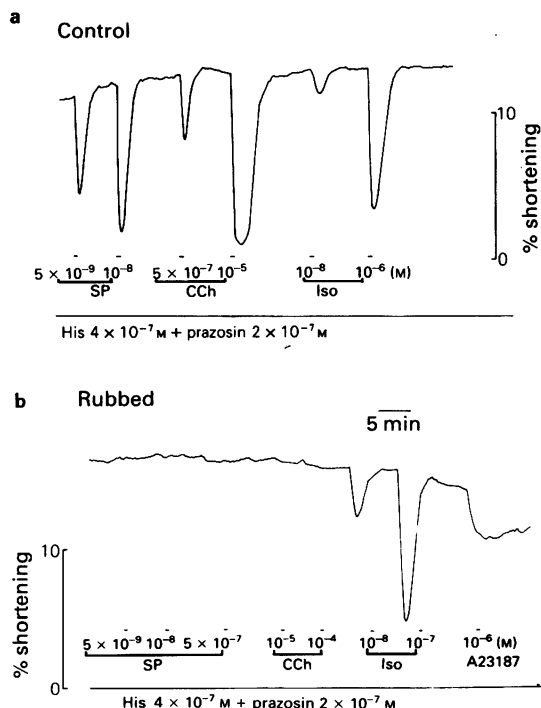 a
Control
10
% shortening
0
5 × 10⁻⁹ 10⁻⁸ 5 × 10⁻⁷ 10⁻⁵ 10⁻⁸ 10⁻⁶ (M)
SP CCh Iso
His 4 × 10⁻⁷ M + prazosin 2 × 10⁻⁷ M
b Rubbed
5 min
10
% shortening
0
5 × 10⁻⁹ 10⁻⁸ 5 × 10⁻⁷ 10⁻⁵ 10⁻⁴ 10⁻⁸ 10⁻⁷ 10⁻⁶ (M)
SP CCh Iso A23187
His 4 × 10⁻⁷ M + prazosin 2 × 10⁻⁷ M